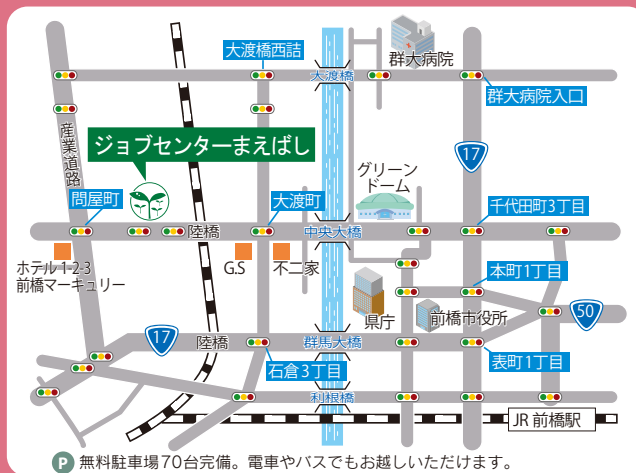 大渡橋西詰
群大病院
大渡橋
群大病院入口
産業道路
ジョブセンターまえばし
17
グリーン
ドーム
問屋町
大渡町
千代田町3丁目
陸橋
中央大橋
ホテル1-2-3
前橋マーキュリー
G.S
不二家
本町1丁目
県庁
前橋市役所
50
17
陸橋
群馬大橋
石倉3丁目
表町1丁目
利根橋
JR 前橋駅
P 無料駐車場70台完備。電車やバスでもお越しいただけます。